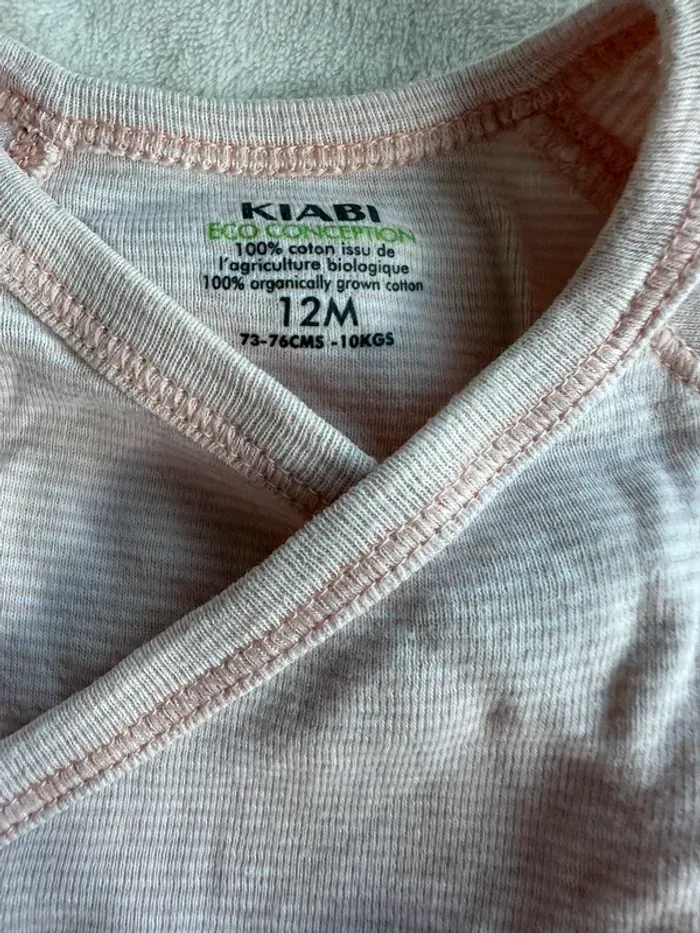 KIABI
ECO CONCEPTION
100% coton issu de
l'agriculture biologique
100% organically grown cotton
12M
73-76CMS -10KGS